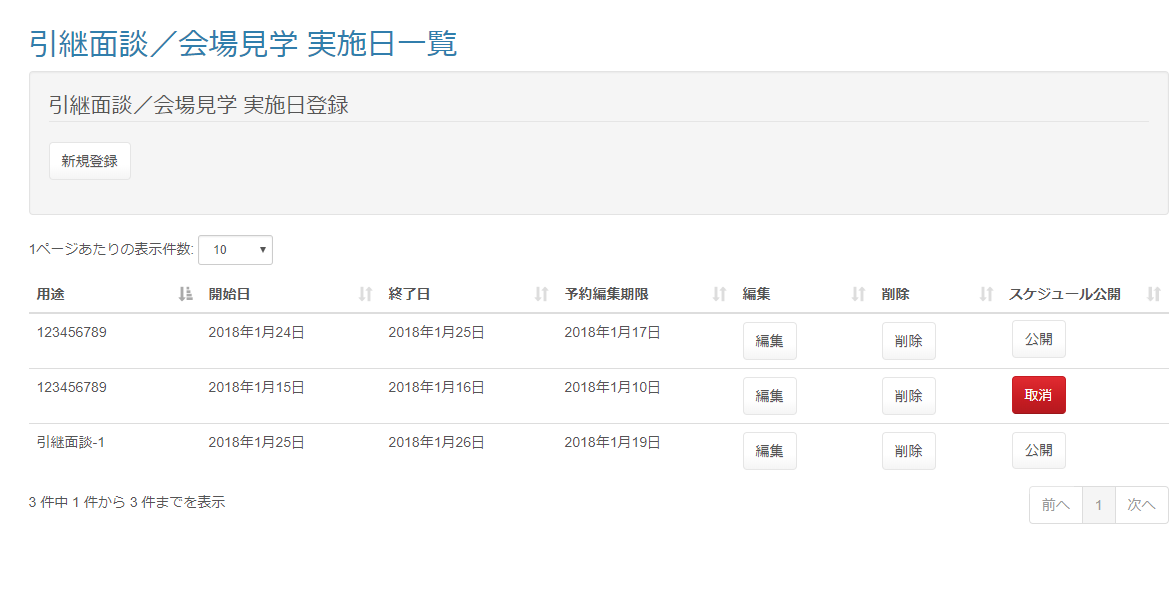 引継面談／会場見学 実施日一覧
引継面談／会場見学 実施日登録
新規登録
1ページあたりの表示件数: 10
用途 開始日 終了日 予約編集期限 編集 削除 スケジュール公開
123456789 2018年1月24日 2018年1月25日 2018年1月17日 編集 削除 公開
123456789 2018年1月15日 2018年1月16日 2018年1月10日 編集 削除 取消
引継面談-1 2018年1月25日 2018年1月26日 2018年1月19日 編集 削除 公開
3 件中 1 件から 3 件までを表示 前へ 1 次へ